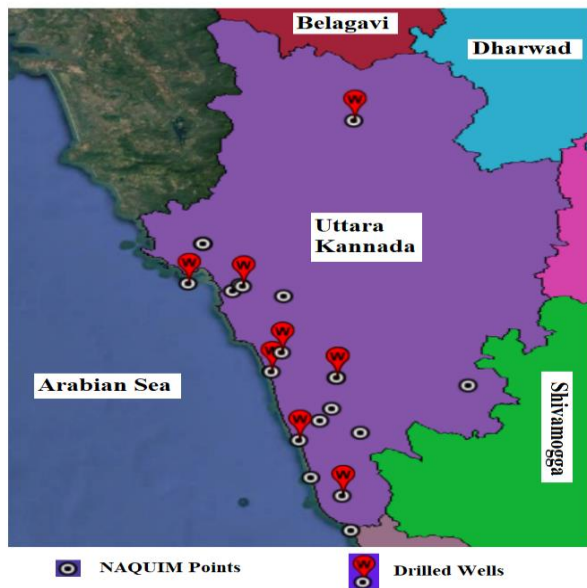 Belagavi
Dharwad
W
Uttara
Kannada
W
W
W
W
W
Arabian Sea
Shivamogga
W
W
NAQUIM Points
W
Drilled Wells